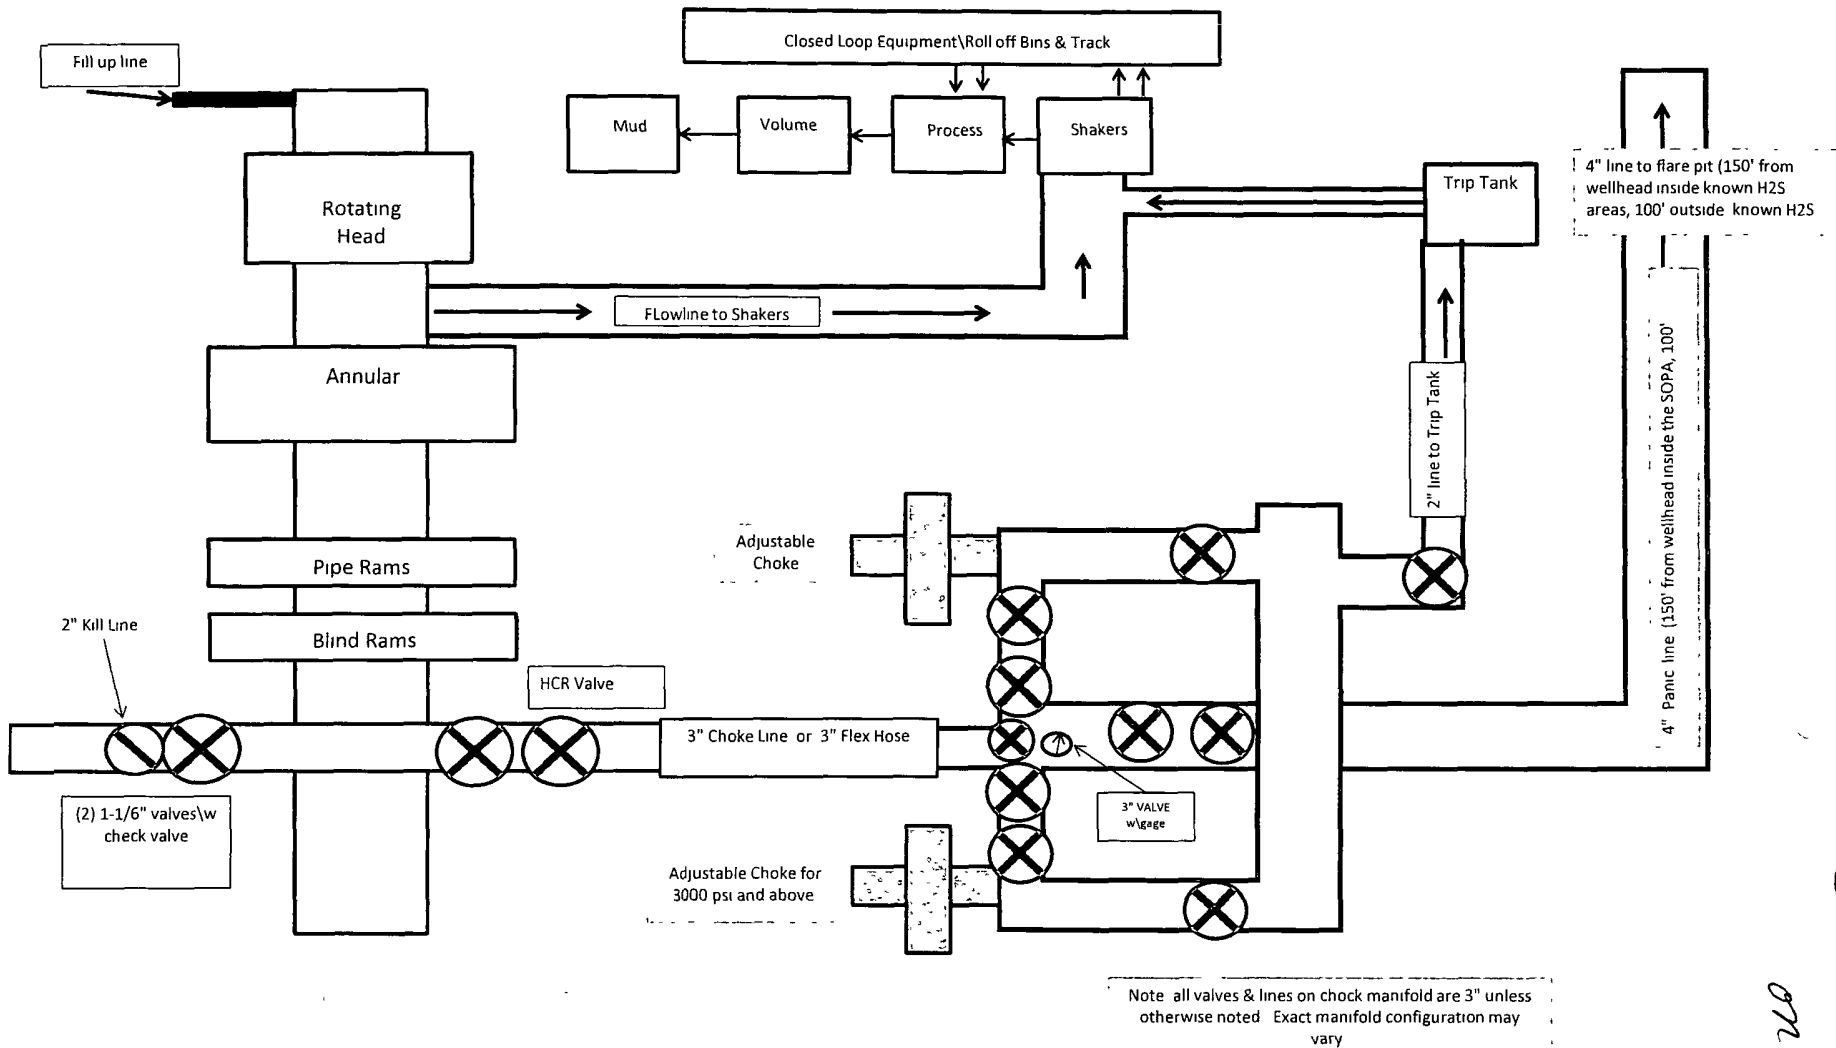 Closed Loop Equipment\Roll off Bins & Track
Fill up line
Mud
Volume
Process
Shakers
Trip Tank
4" line to flare pit (150' from
wellhead inside known H2S
areas, 100' outside known H2S
Rotating
Head
FLowline to Shakers
Annular
2" line to Trip Tank
4" Panic line (150' from wellhead inside the SOPA, 100'
Adjustable
Choke
Pipe Rams
Blind Rams
2" Kill Line
HCR Valve
3" Choke Line or 3" Flex Hose
(2) 1-1/6" valves\w
check valve
3" VALVE
w\gage
Adjustable Choke for
3000 psi and above
Note all valves & lines on chock manifold are 3" unless
otherwise noted Exact manifold configuration may
vary